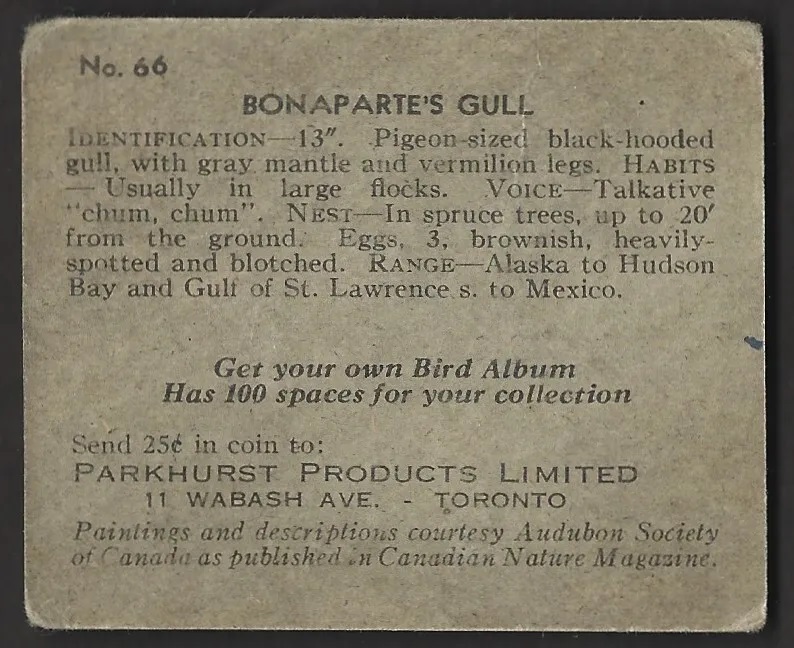 No. 66
BONAPARTE'S GULL
IDENTIFICATION—13″. Pigeon-sized black-hooded
gull, with gray mantle and vermilion legs. HABITS
— Usually in large flocks. VOICE—Talkative
"chum, chum". NEST—In spruce trees, up to 20′
from the ground. Eggs, 3, brownish, heavily-
spotted and blotched. RANGE—Alaska to Hudson
Bay and Gulf of St. Lawrence s. to Mexico.
Get your own Bird Album
Has 100 spaces for your collection
Send 25¢ in coin to:
PARKHURST PRODUCTS LIMITED
11 WABASH AVE. - TORONTO
Paintings and descriptions courtesy Audubon Society
of Canada as published in Canadian Nature Magazine.